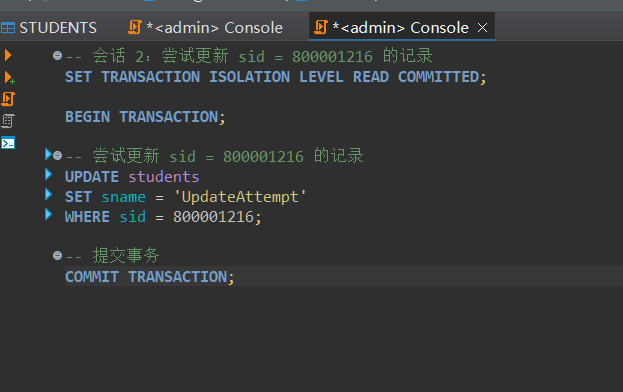 STUDENTS *<admin> Console *<admin> Console
-- 会话 2: 尝试更新 sid = 800001216 的记录
SET TRANSACTION ISOLATION LEVEL READ COMMITTED;
BEGIN TRANSACTION;
-- 尝试更新 sid = 800001216 的记录
UPDATE students
SET sname = 'UpdateAttempt'
WHERE sid = 800001216;
-- 提交事务
COMMIT TRANSACTION;